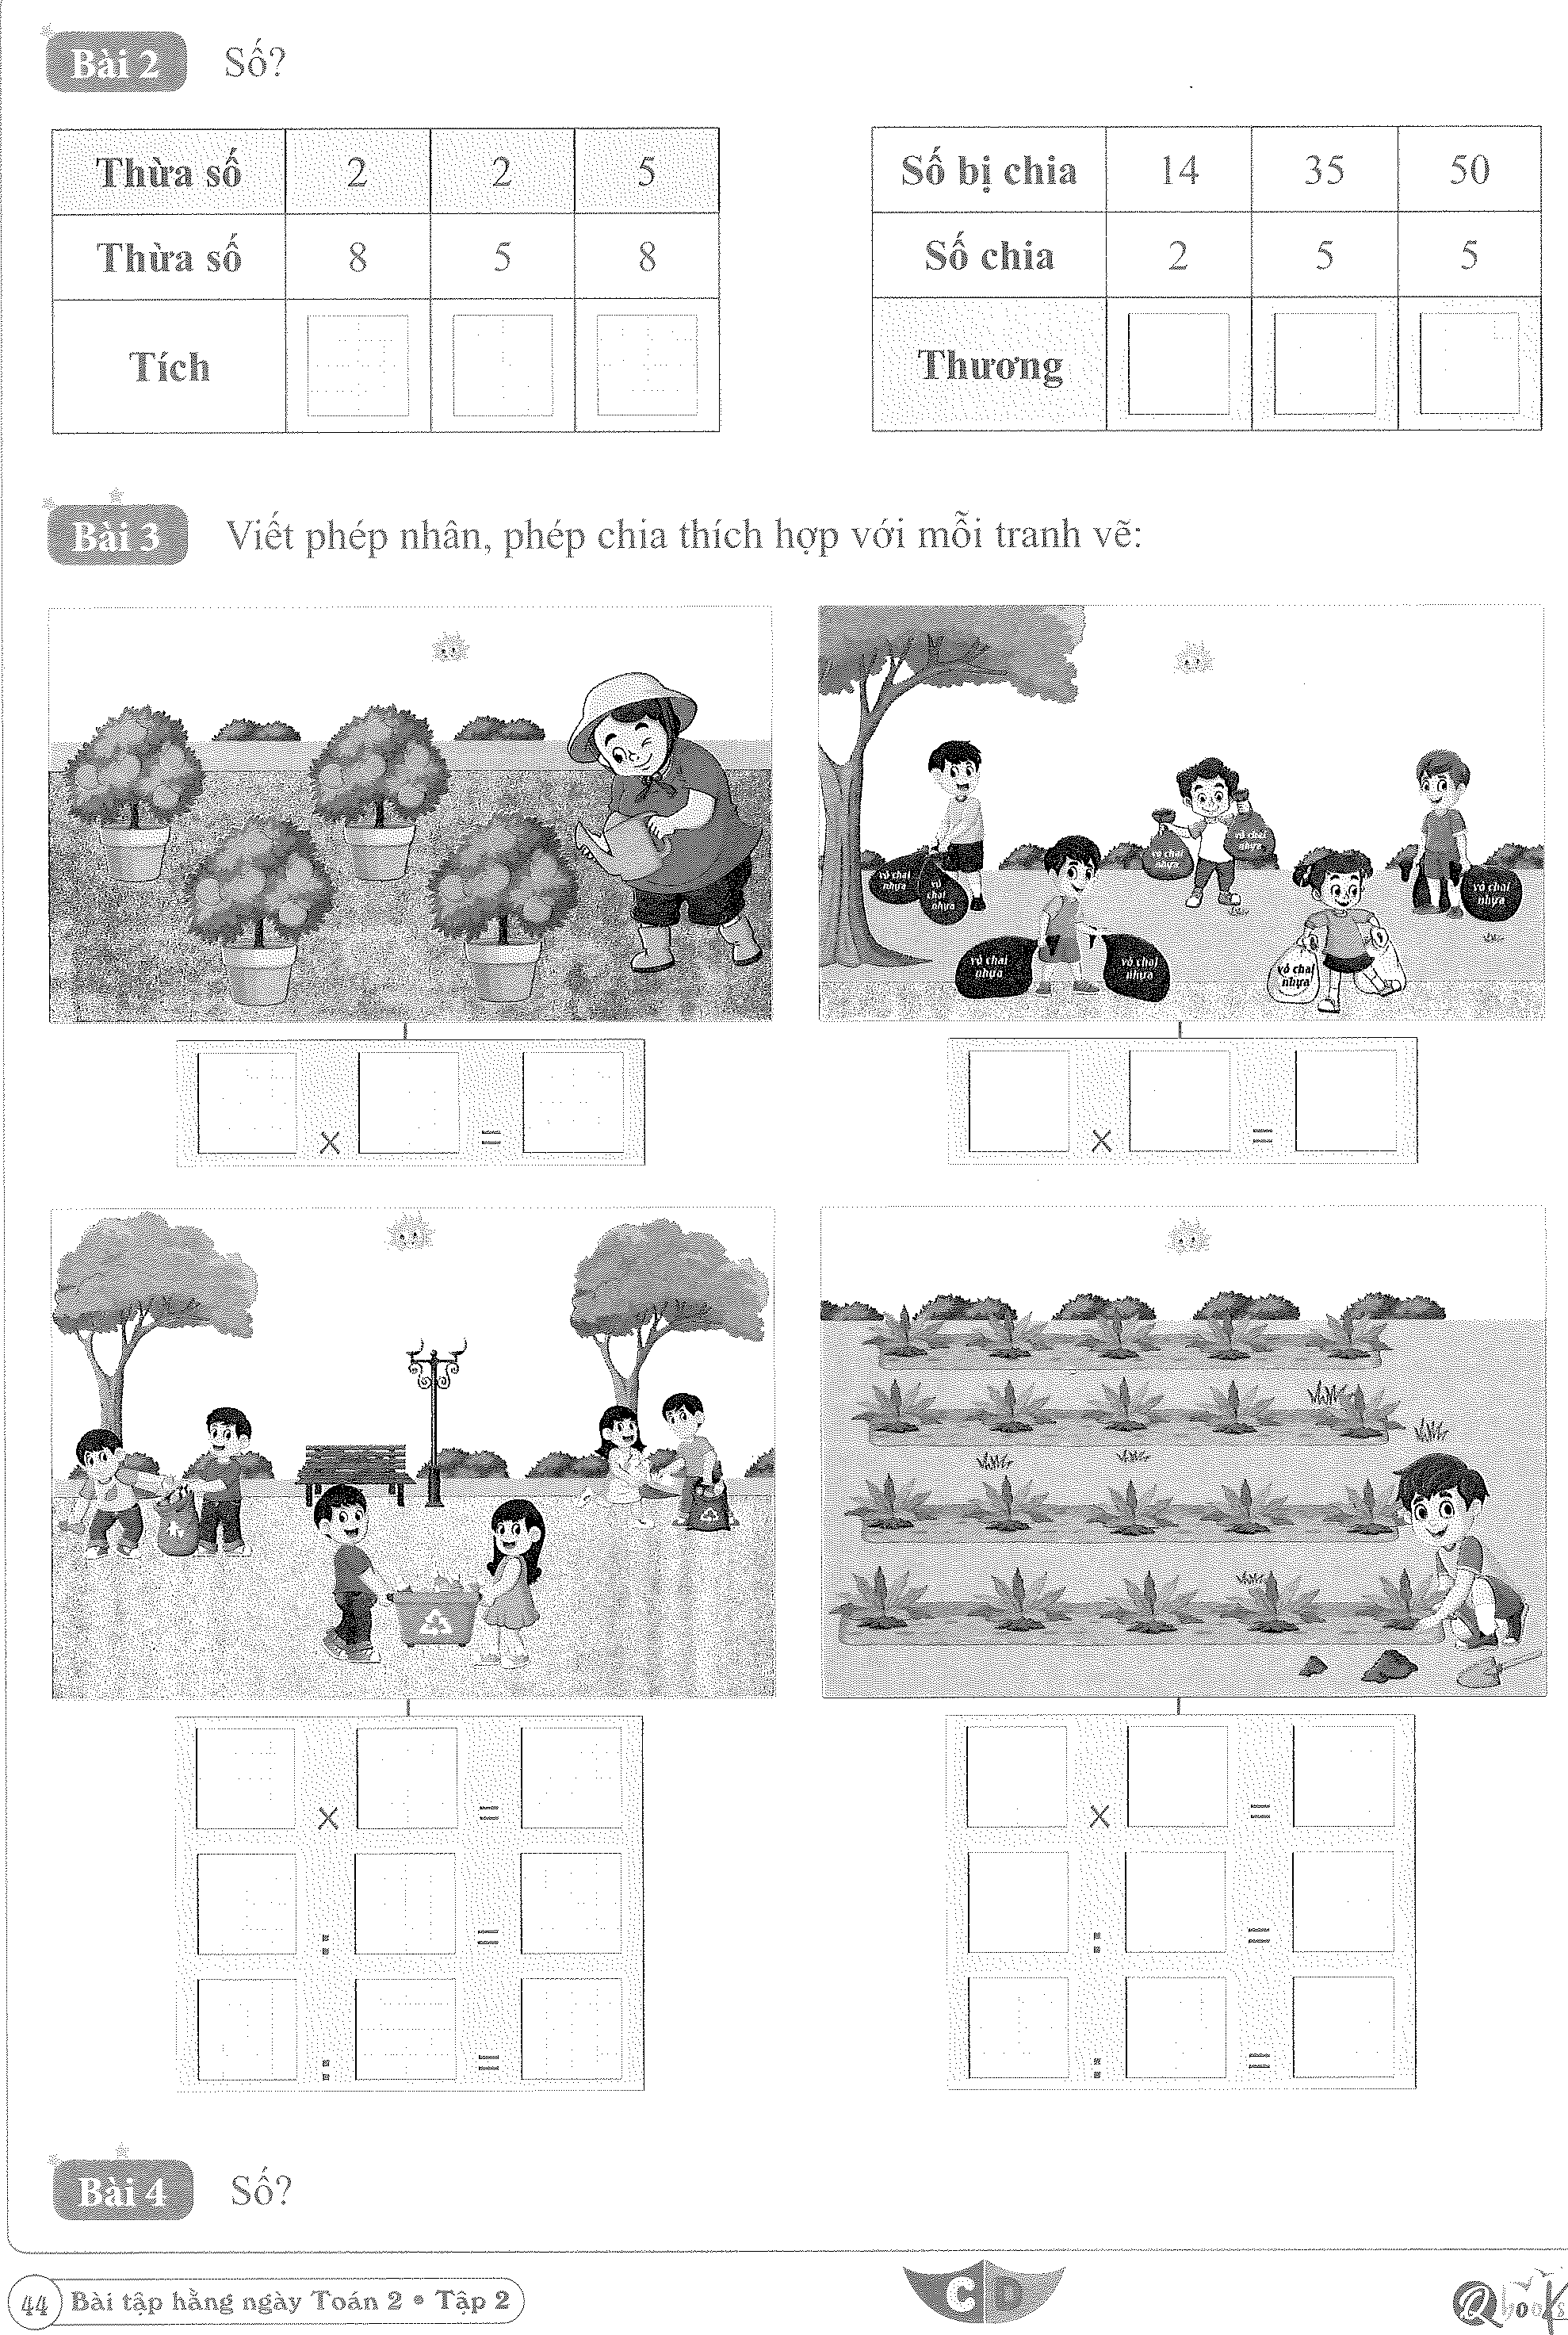 Bài 2 Số?
Thừa số 2 2 5
Thừa số 8 5 8
Tích
Số bị chia 14 35 50
Số chia 2 5 5
Thương
Bài 3 Viết phép nhân, phép chia thích hợp với mỗi tranh vẽ:
vỏ chai
nhựa
vỏ
chai
nhựa
vỏ chai
nhựa
vỏ chai
nhựa
vỏ chai
nhựa
vỏ chai
nhựa
vỏ chai
nhựa
vỏ chai
nhựa
× =
× =
× =
: =
: =
× =
: =
: =
Bài 4 Số?
44 Bài tập hằng ngày Toán 2 • Tập 2
C D
Qbooks